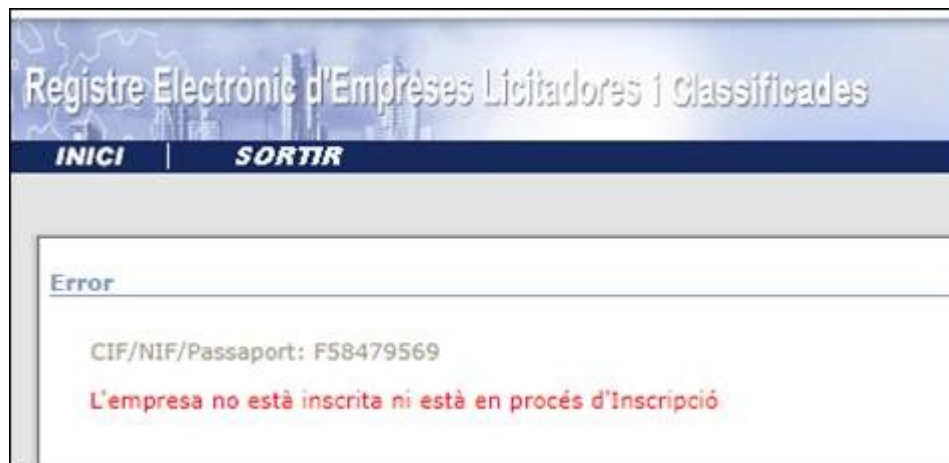 Registre Electrònic d'Empreses Licitadores i Classificades
INICI | SORTIR
Error
CIF/NIF/Passaport: F58479569
L'empresa no està inscrita ni està en procés d'Inscripció